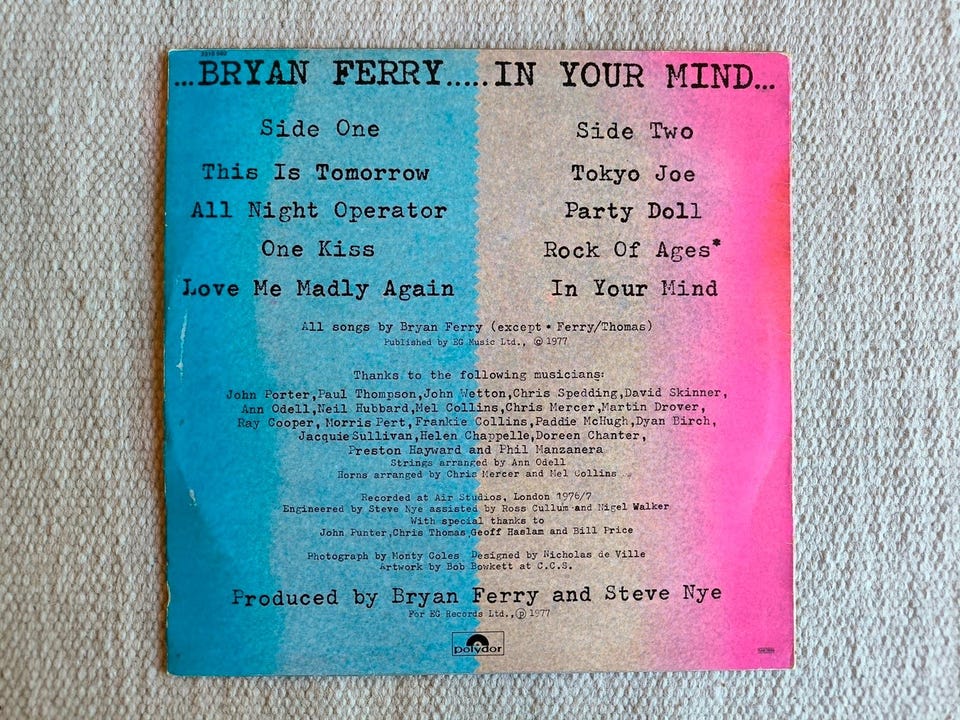 ...BRYAN FERRY.....IN YOUR MIND...
Side One
This Is Tomorrow
All Night Operator
One Kiss
Love Me Madly Again
Side Two
Tokyo Joe
Party Doll
Rock Of Ages*
In Your Mind
All songs by Bryan Ferry (except * Ferry/Thomas)
Published by EG Music Ltd., © 1977
Thanks to the following musicians:
John Porter,Paul Thompson,John Wetton,Chris Spedding,David Skinner,
Ann Odell,Neil Hubbard,Mel Collins,Chris Mercer,Martin Drover,
Ray Cooper, Morris Pert,Frankie Collins,Paddie McHugh,Dyan Birch,
Jacquie Sullivan,Helen Chappelle,Doreen Chanter,
Preston Hayward and Phil Manzanera
Strings arranged by Ann Odell
Horns arranged by Chris Mercer and Mel Collins
Recorded at Air Studios, London 1976/7
Engineered by Steve Nye assisted by Ross Cullum and Nigel Walker
With special thanks to
John Punter,Chris Thomas,Geoff Haslam and Bill Price
Photograph by Monty Coles Designed by Nicholas de Ville
Artwork by Bob Bowkett at C.C.S.
Produced by Bryan Ferry and Steve Nye
For EG Records Ltd.,℗ 1977
polydor